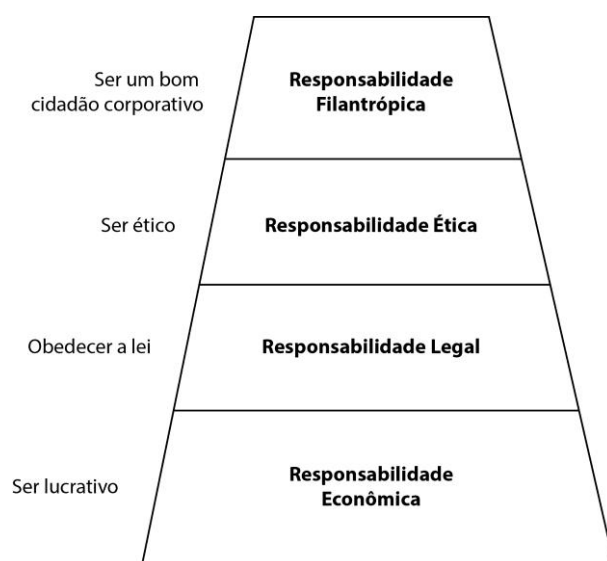 Ser um bom
cidadão corporativo
Responsabilidade
Filantrópica
Ser ético
Responsabilidade Ética
Obedecer a lei
Responsabilidade Legal
Ser lucrativo
Responsabilidade
Econômica